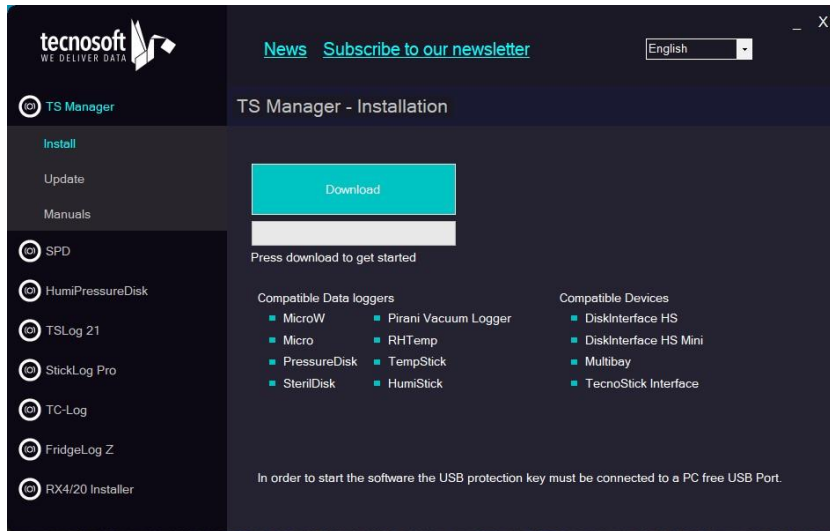 tecnosoft
WE DELIVER DATA
News Subscribe to our newsletter
English
_ X
TS Manager
Install
Update
Manuals
SPD
HumiPressureDisk
TSLog 21
StickLog Pro
TC-Log
FridgeLog Z
RX4/20 Installer
TS Manager - Installation
Download
Press download to get started
Compatible Data loggers
MicroW
Micro
PressureDisk
SterilDisk
Pirani Vacuum Logger
RHTemp
TempStick
HumiStick
Compatible Devices
DiskInterface HS
DiskInterface HS Mini
Multibay
TecnoStick Interface
In order to start the software the USB protection key must be connected to a PC free USB Port.